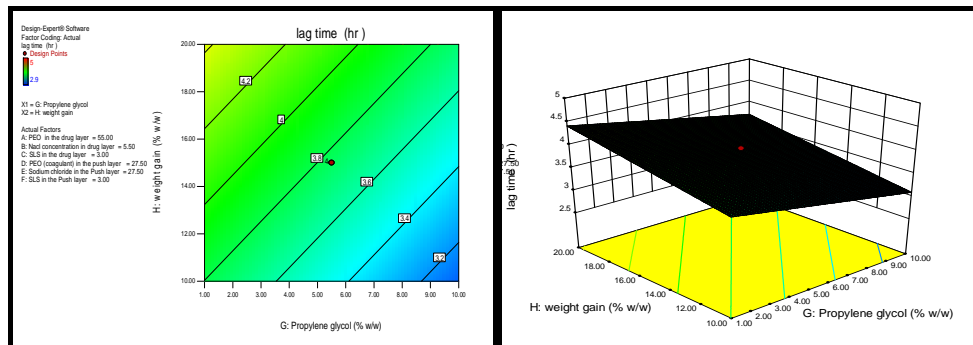 Design-Expert® Software
Factor Coding: Actual
lag time (hr )
Design Points
5
2.9
X1 = G: Propylene glycol
X2 = H: weight gain
Actual Factors
A: PEO in the drug layer = 55.00
B: Nacl concentration in drug layer = 5.50
C: SLS in the drug layer = 3.00
D: PEO (coagulant) in the push layer = 27.50
E: Sodium chloride in the Push layer = 27.50
F: SLS in the Push layer = 3.00
lag time (hr )
20.00
18.00
16.00
14.00
12.00
10.00
H: weight gain (% w/w)
4.2
4
3.8
3.6
3.4
3.2
1.00 2.00 3.00 4.00 5.00 6.00 7.00 8.00 9.00 10.00
G: Propylene glycol (% w/w)
5
4.5
4
3.5
3
2.5
lag time (hr )
20.00
18.00
16.00
14.00
12.00
10.00
H: weight gain (% w/w)
1.00
2.00
3.00
4.00
5.00
6.00
7.00
8.00
9.00
10.00
G: Propylene glycol (% w/w)